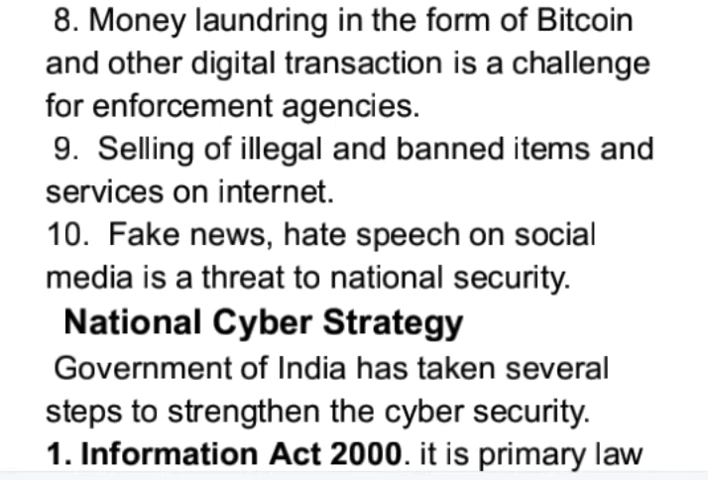 8. Money laundring in the form of Bitcoin
and other digital transaction is a challenge
for enforcement agencies.
9. Selling of illegal and banned items and
services on internet.
10. Fake news, hate speech on social
media is a threat to national security.
National Cyber Strategy
Government of India has taken several
steps to strengthen the cyber security.
1. Information Act 2000. it is primary law